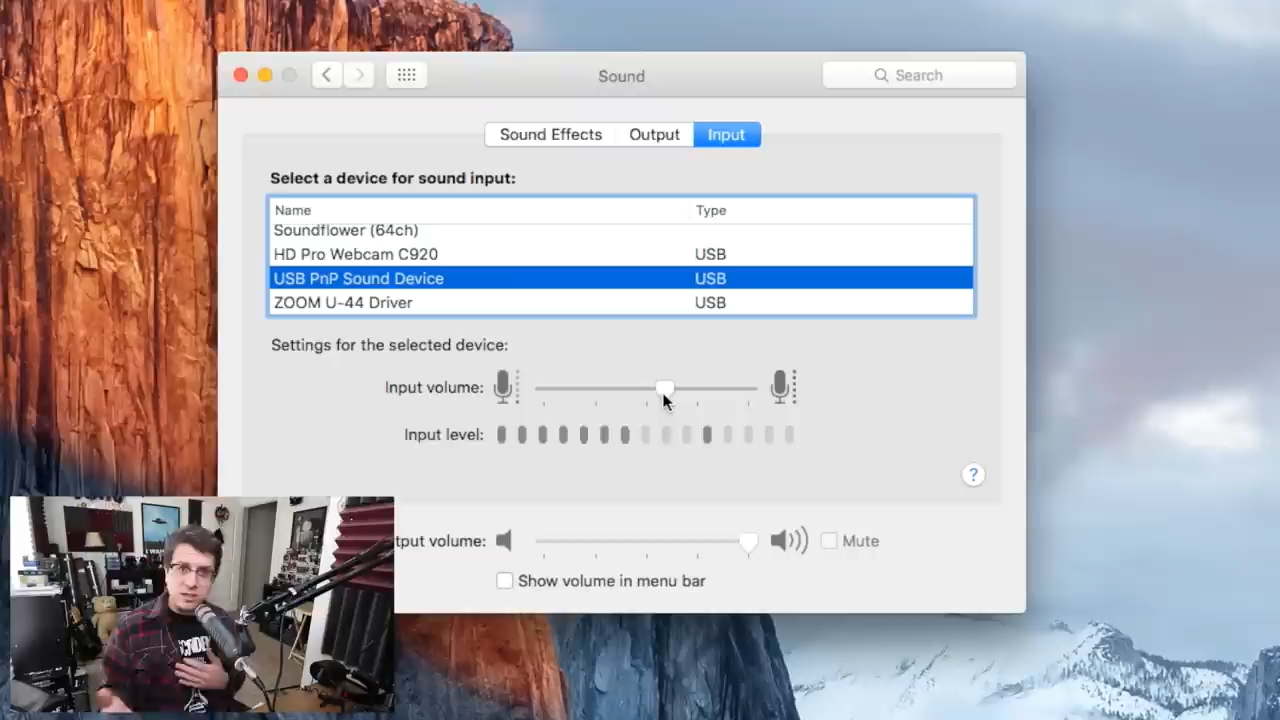 Sound
Search
Sound Effects
Output
Input
Select a device for sound input:
Name Type
Soundflower (64ch)
HD Pro Webcam C920 USB
USB PnP Sound Device USB
ZOOM U-44 Driver USB
Settings for the selected device:
Input volume:
Input level:
?
tput volume:
Mute
Show volume in menu bar
I WAN